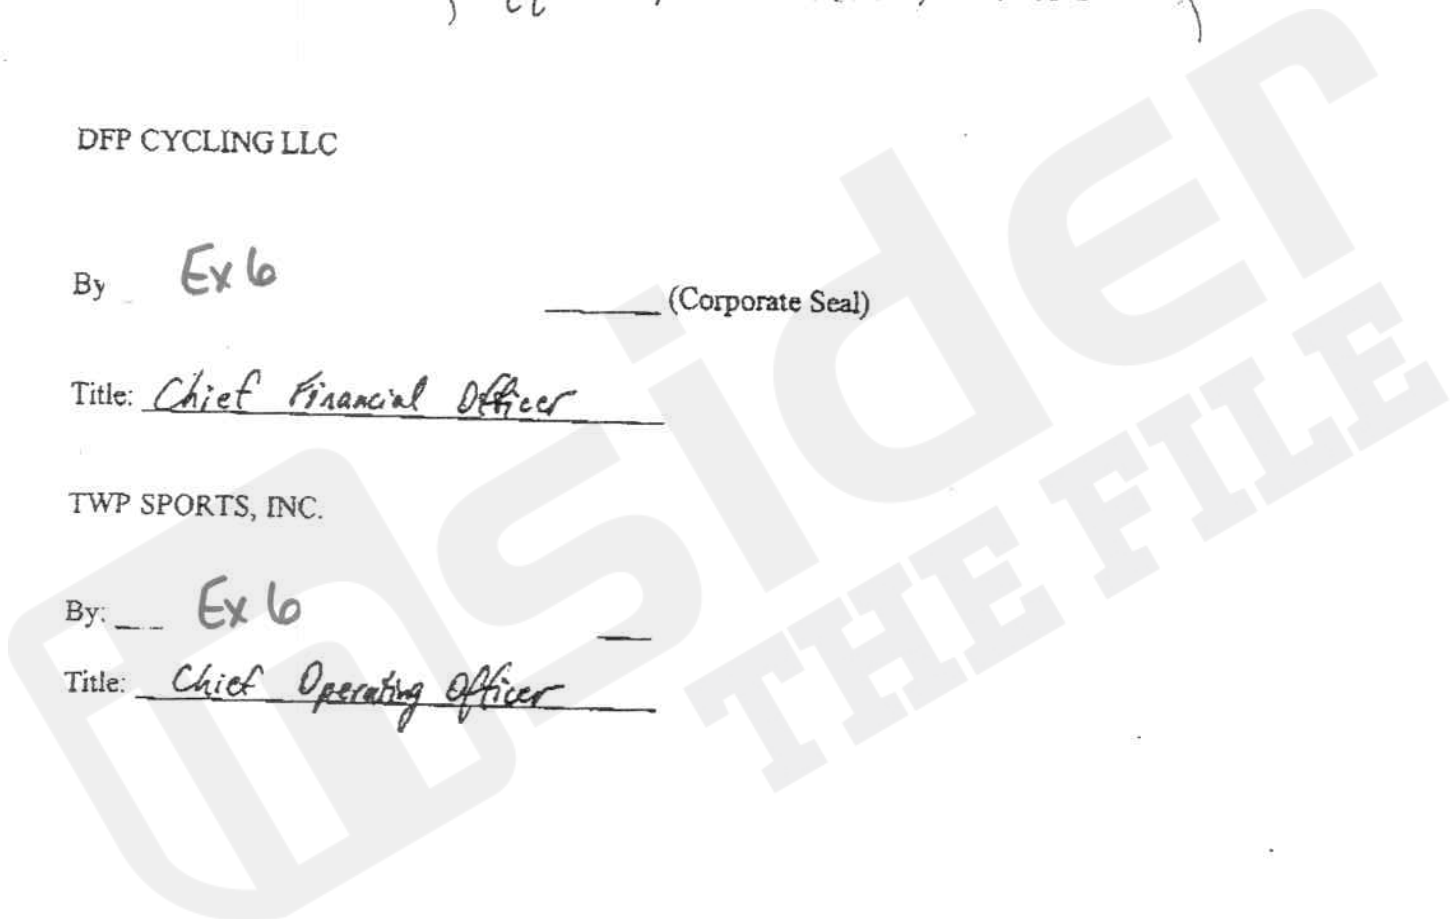 DFP CYCLING LLC
By Ex 6
(Corporate Seal)
Title: Chief Financial Officer
TWP SPORTS, INC.
By: Ex 6
Title: Chief Operating Officer
insider
THE FILE